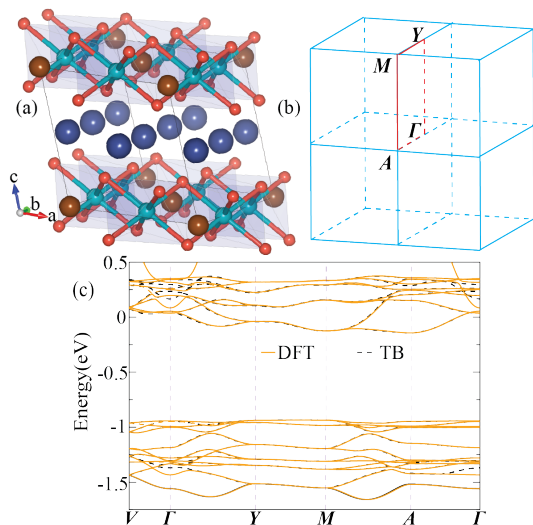 (a)
c
b
a
(b)
Y
M
Γ
A
(c)
Energy(eV)
0.5
0
-0.5
-1
-1.5
DFT
TB
V Γ Y M A Γ